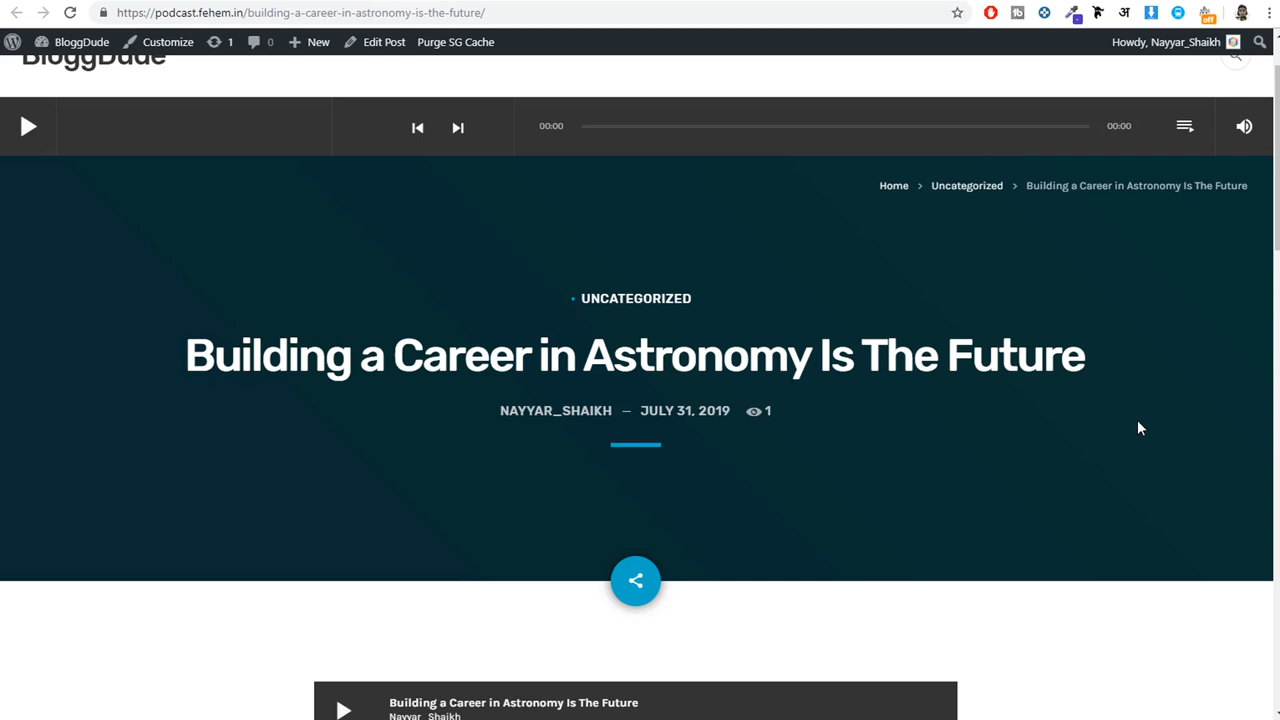 https://podcast.fehem.in/building-a-career-in-astronomy-is-the-future/
BloggDude Customize 1 0 New Edit Post Purge SG Cache Howdy, Nayyar_Shaikh
BloggDude
00:00 00:00
Home > Uncategorized > Building a Career in Astronomy Is The Future
UNCATEGORIZED
Building a Career in Astronomy Is The Future
NAYYAR_SHAIKH — JULY 31, 2019 1
Building a Career in Astronomy Is The Future
Nayyar_Shaikh